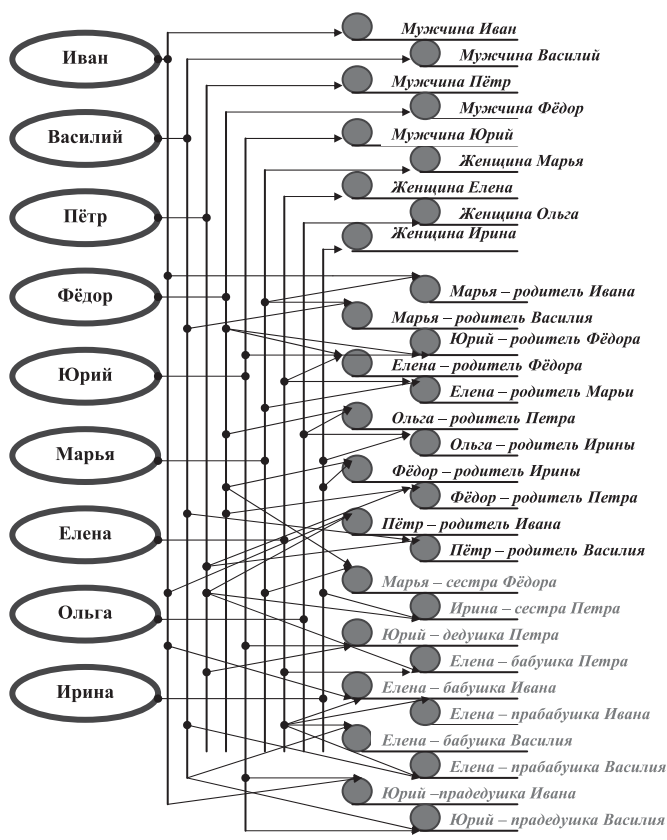 Иван
Василий
Пётр
Фёдор
Юрий
Марья
Елена
Ольга
Ирина
Мужчина Иван
Мужчина Василий
Мужчина Пётр
Мужчина Фёдор
Мужчина Юрий
Женщина Марья
Женщина Елена
Женщина Ольга
Женщина Ирина
Марья – родитель Ивана
Марья – родитель Василия
Юрий – родитель Фёдора
Елена – родитель Фёдора
Елена – родитель Марьи
Ольга – родитель Петра
Ольга – родитель Ирины
Фёдор – родитель Ирины
Фёдор – родитель Петра
Пётр – родитель Ивана
Пётр – родитель Василия
Марья – сестра Фёдора
Ирина – сестра Петра
Юрий – дедушка Петра
Елена – бабушка Петра
Елена – бабушка Ивана
Елена – прабабушка Ивана
Елена – бабушка Василия
Елена – прабабушка Василия
Юрий –прадедушка Ивана
Юрий – прадедушка Василия